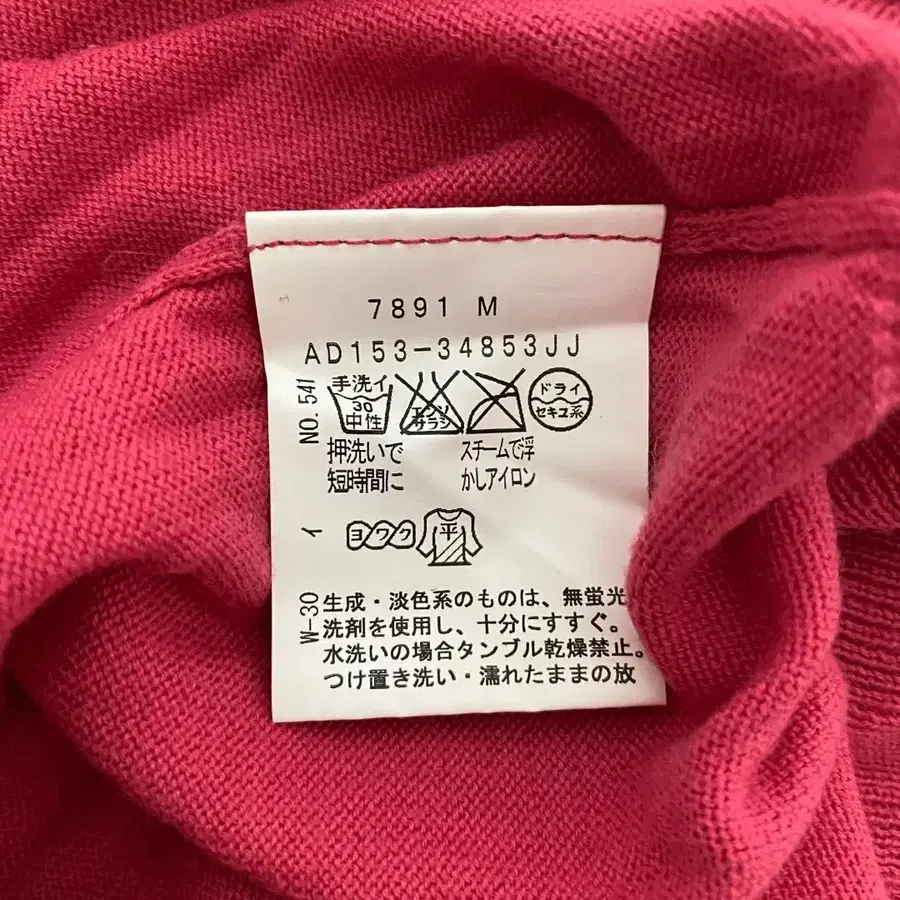 7891 M
AD153-34853JJ
NO. 541
手洗イ
30
中性
エンソ
サラシ
ドライ
セキユ系
押洗いで
短時間に
スチームで浮
かしアイロン
イ
ヨワク
平
W-30
生成・淡色系のものは、無蛍光
洗剤を使用し、十分にすすぐ。
水洗いの場合タンブル乾燥禁止。
つけ置き洗い・濡れたままの放